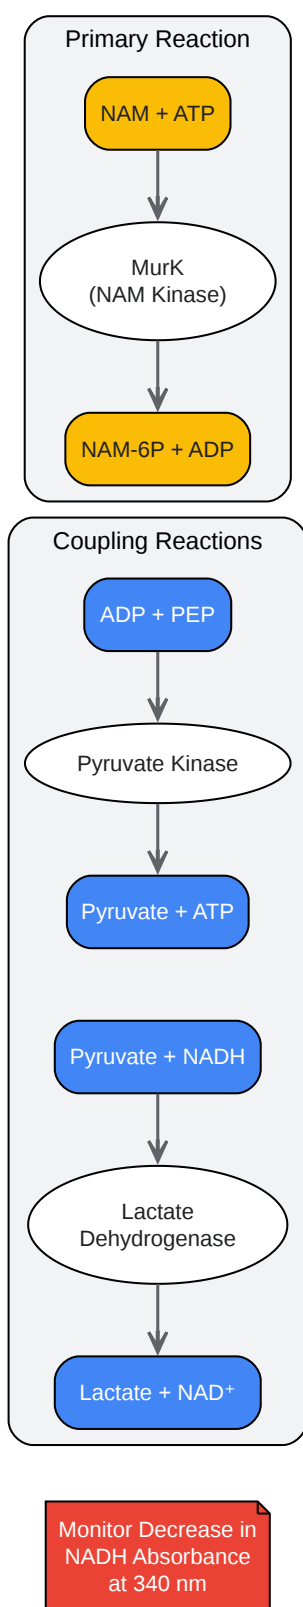 Primary Reaction
NAM + ATP
MurK
(NAM Kinase)
NAM-6P + ADP
Coupling Reactions
ADP + PEP
Pyruvate Kinase
Pyruvate + ATP
Pyruvate + NADH
Lactate
Dehydrogenase
Lactate + NAD⁺
Monitor Decrease in
NADH Absorbance
at 340 nm